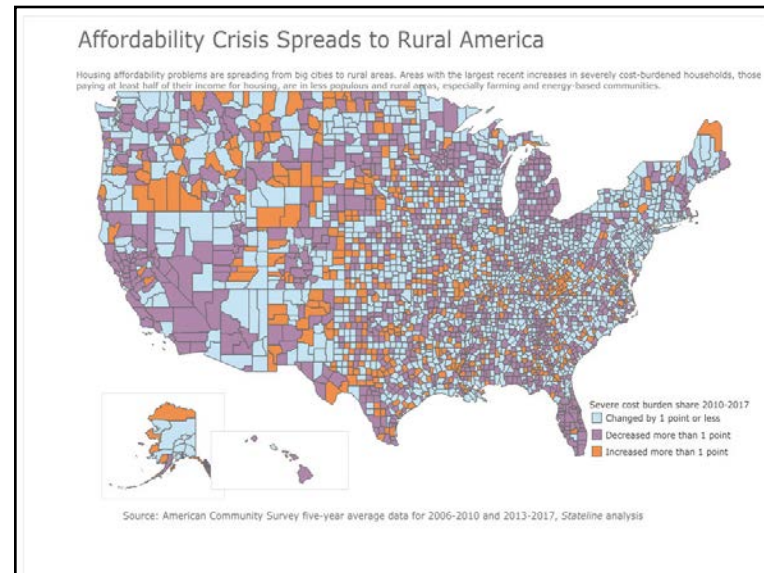 Affordability Crisis Spreads to Rural America
Housing affordability problems are spreading from big cities to rural areas. Areas with the largest recent increases in severely cost-burdened households, those
paying at least half of their income for housing, are in less populous and rural areas, especially farming and energy-based communities.
Severe cost burden share 2010-2017
Changed by 1 point or less
Decreased more than 1 point
Increased more than 1 point
Source: American Community Survey five-year average data for 2006-2010 and 2013-2017, Stateline analysis